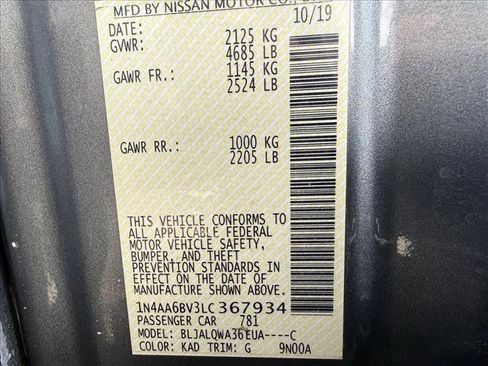 MFD BY NISSAN MOTOR CO.,
DATE: 10/19
GVWR: 2125 KG
4685 LB
GAWR FR.: 1145 KG
2524 LB
GAWR RR.: 1000 KG
2205 LB
THIS VEHICLE CONFORMS TO
ALL APPLICABLE FEDERAL
MOTOR VEHICLE SAFETY,
BUMPER, AND THEFT
PREVENTION STANDARDS IN
EFFECT ON THE DATE OF
MANUFACTURE SHOWN ABOVE.
1N4AA6BV3LC367934
PASSENGER CAR 781
MODEL: BLJALQWA36EUA----C
COLOR: KAD TRIM: G 9N00A